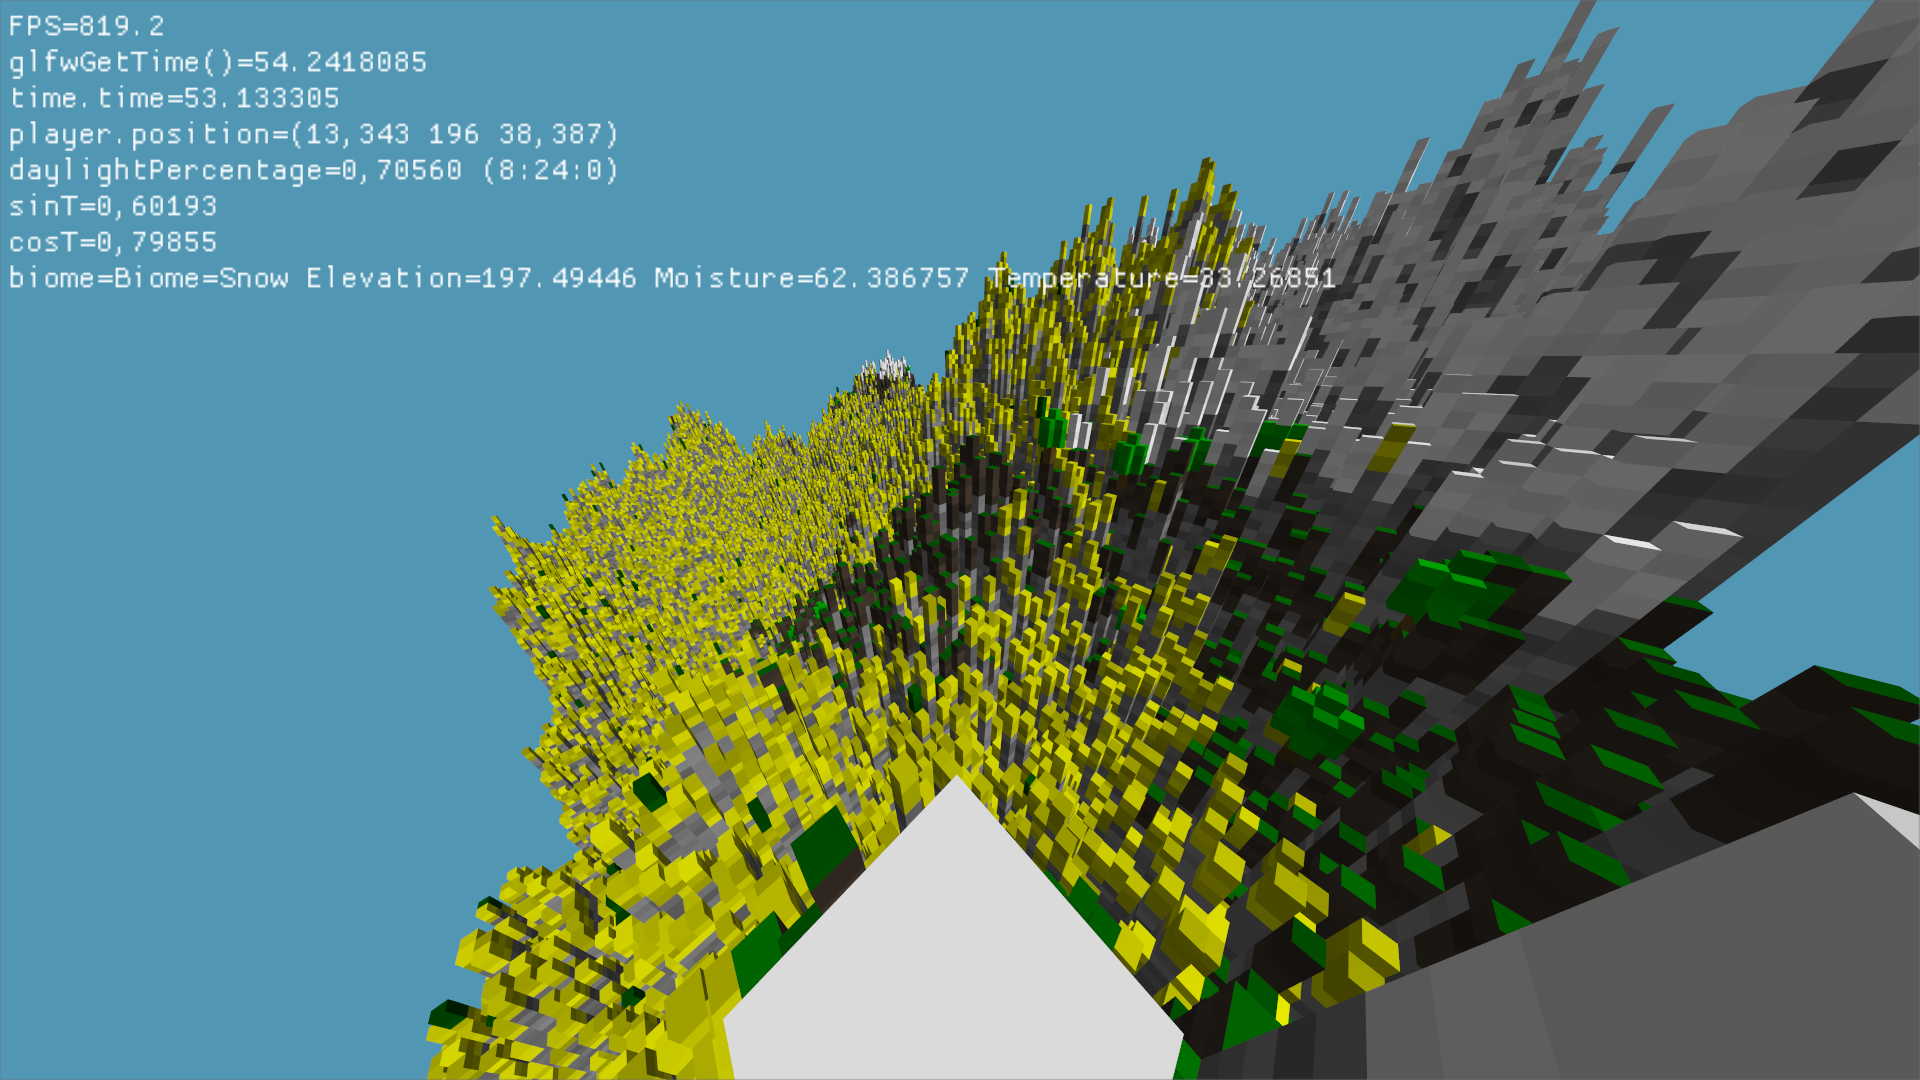 FPS=819.2
glfwGetTime()=54.2418085
time.time=53.133305
player.position=(13,343 196 38,387)
daylightPercentage=0,70560 (8:24:0)
sinT=0,60193
cosT=0,79855
biome=Biome=Snow Elevation=197.49446 Moisture=62.386757 Temperature=33.26851